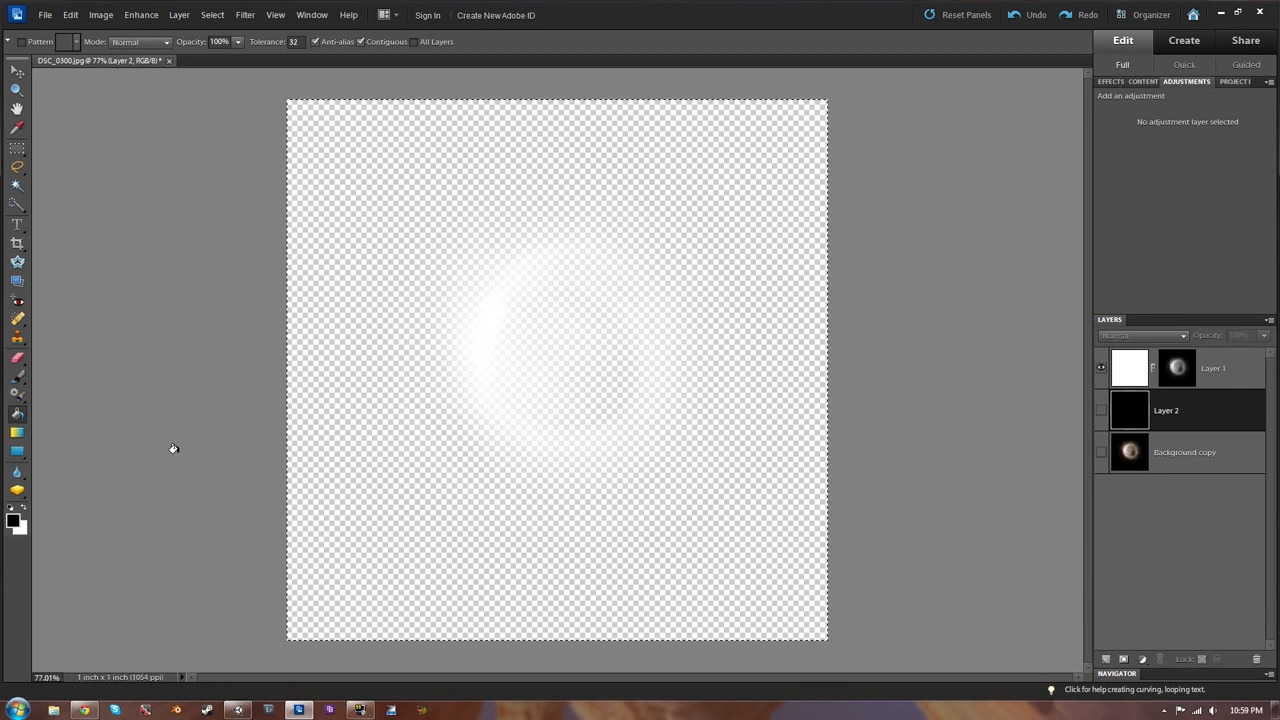 File Edit Image Enhance Layer Select Filter View Window Help Sign In Create New Adobe ID Reset Panels Undo Redo Organizer
Pattern Mode: Normal Opacity: 100% Tolerance: 32 Anti-alias Contiguous All Layers
Edit Create Share
DSC_0300.jpg @ 77% (Layer 2, RGB/8) *
Full Quick Guided
EFFECTS CONTENT ADJUSTMENTS PROJECT I
Add an adjustment
No adjustment layer selected
LAYERS
Normal Opacity: 100%
Layer 1
Layer 2
Background copy
Lock:
NAVIGATOR
77.01% 1 inch x 1 inch (1054 ppi)
Click for help creating curving, looping text.
10:59 PM